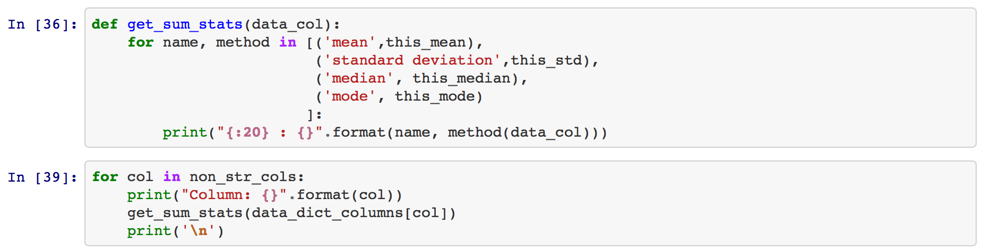 In [36]: def get_sum_stats(data_col):
    for name, method in [('mean',this_mean),
                         ('standard deviation',this_std),
                         ('median', this_median),
                         ('mode', this_mode)
                        ]:
        print("{:20} : {}".format(name, method(data_col)))
In [39]: for col in non_str_cols:
    print("Column: {}".format(col))
    get_sum_stats(data_dict_columns[col])
    print('\n')